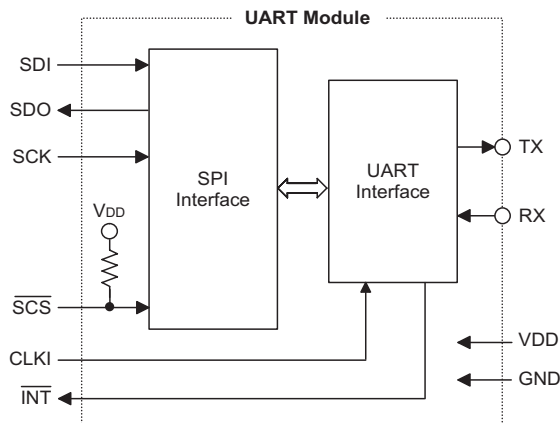 UART Module
SDI
SDO
SCK
VDD
SCS
CLKI
INT
SPI
Interface
UART
Interface
TX
RX
VDD
GND